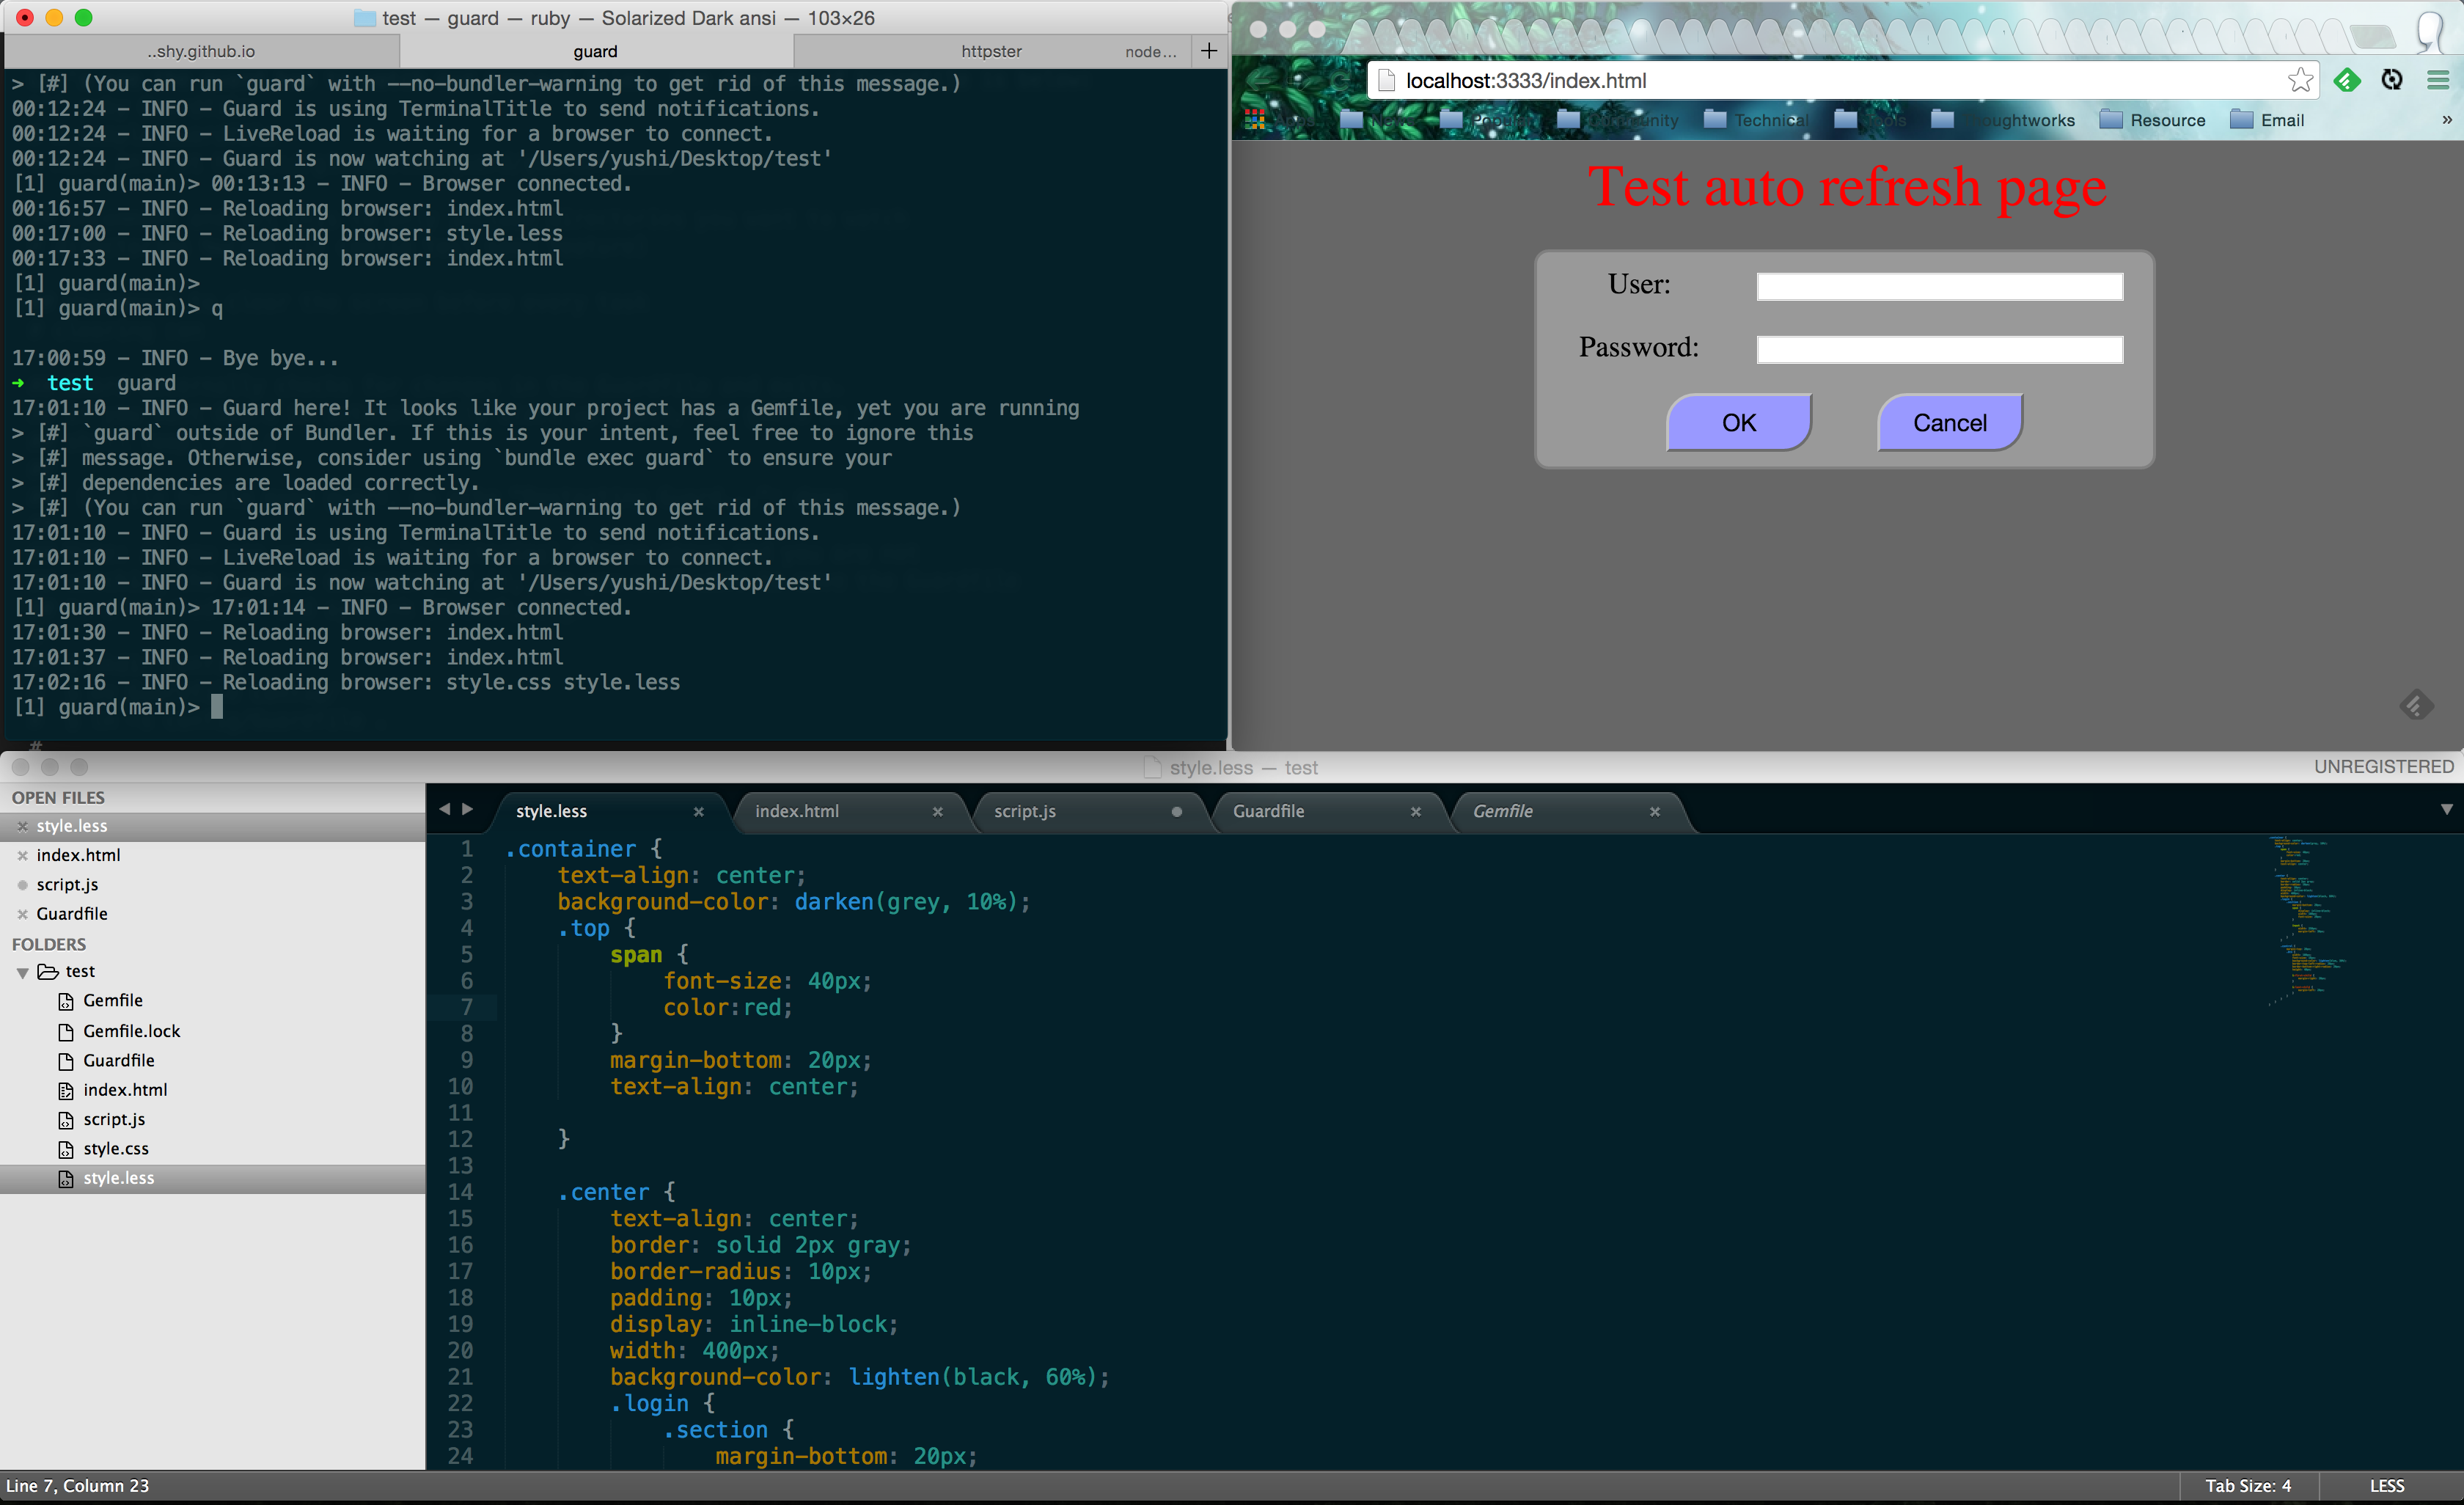 test — guard — ruby — Solarized Dark ansi — 103×26
..shy.github.io
guard
httpster
node...
+
> [#] (You can run `guard` with --no-bundler-warning to get rid of this message.)
00:12:24 - INFO - Guard is using TerminalTitle to send notifications.
00:12:24 - INFO - LiveReload is waiting for a browser to connect.
00:12:24 - INFO - Guard is now watching at '/Users/yushi/Desktop/test'
[1] guard(main)> 00:13:13 - INFO - Browser connected.
00:16:57 - INFO - Reloading browser: index.html
00:17:00 - INFO - Reloading browser: style.less
00:17:33 - INFO - Reloading browser: index.html
[1] guard(main)>
[1] guard(main)> q
17:00:59 - INFO - Bye bye...
➜  test  guard
17:01:10 - INFO - Guard here! It looks like your project has a Gemfile, yet you are running
> [#] `guard` outside of Bundler. If this is your intent, feel free to ignore this
> [#] message. Otherwise, consider using `bundle exec guard` to ensure your
> [#] dependencies are loaded correctly.
> [#] (You can run `guard` with --no-bundler-warning to get rid of this message.)
17:01:10 - INFO - Guard is using TerminalTitle to send notifications.
17:01:10 - INFO - LiveReload is waiting for a browser to connect.
17:01:10 - INFO - Guard is now watching at '/Users/yushi/Desktop/test'
[1] guard(main)> 17:01:14 - INFO - Browser connected.
17:01:30 - INFO - Reloading browser: index.html
17:01:37 - INFO - Reloading browser: index.html
17:02:16 - INFO - Reloading browser: style.css style.less
[1] guard(main)>
#
localhost:3333/index.html
Technical
Resource
Email
»
Test auto refresh page
User:
Password:
OK
Cancel
style.less — test
UNREGISTERED
OPEN FILES
style.less
index.html
script.js
Guardfile
FOLDERS
test
Gemfile
Gemfile.lock
Guardfile
index.html
script.js
style.css
style.less
style.less
index.html
script.js
Guardfile
Gemfile
1 .container {
2 text-align: center;
3 background-color: darken(grey, 10%);
4 .top {
5 span {
6 font-size: 40px;
7 color:red;
8 }
9 margin-bottom: 20px;
10 text-align: center;
11
12 }
13
14 .center {
15 text-align: center;
16 border: solid 2px gray;
17 border-radius: 10px;
18 padding: 10px;
19 display: inline-block;
20 width: 400px;
21 background-color: lighten(black, 60%);
22 .login {
23 .section {
24 margin-bottom: 20px;
Line 7, Column 23
Tab Size: 4
LESS